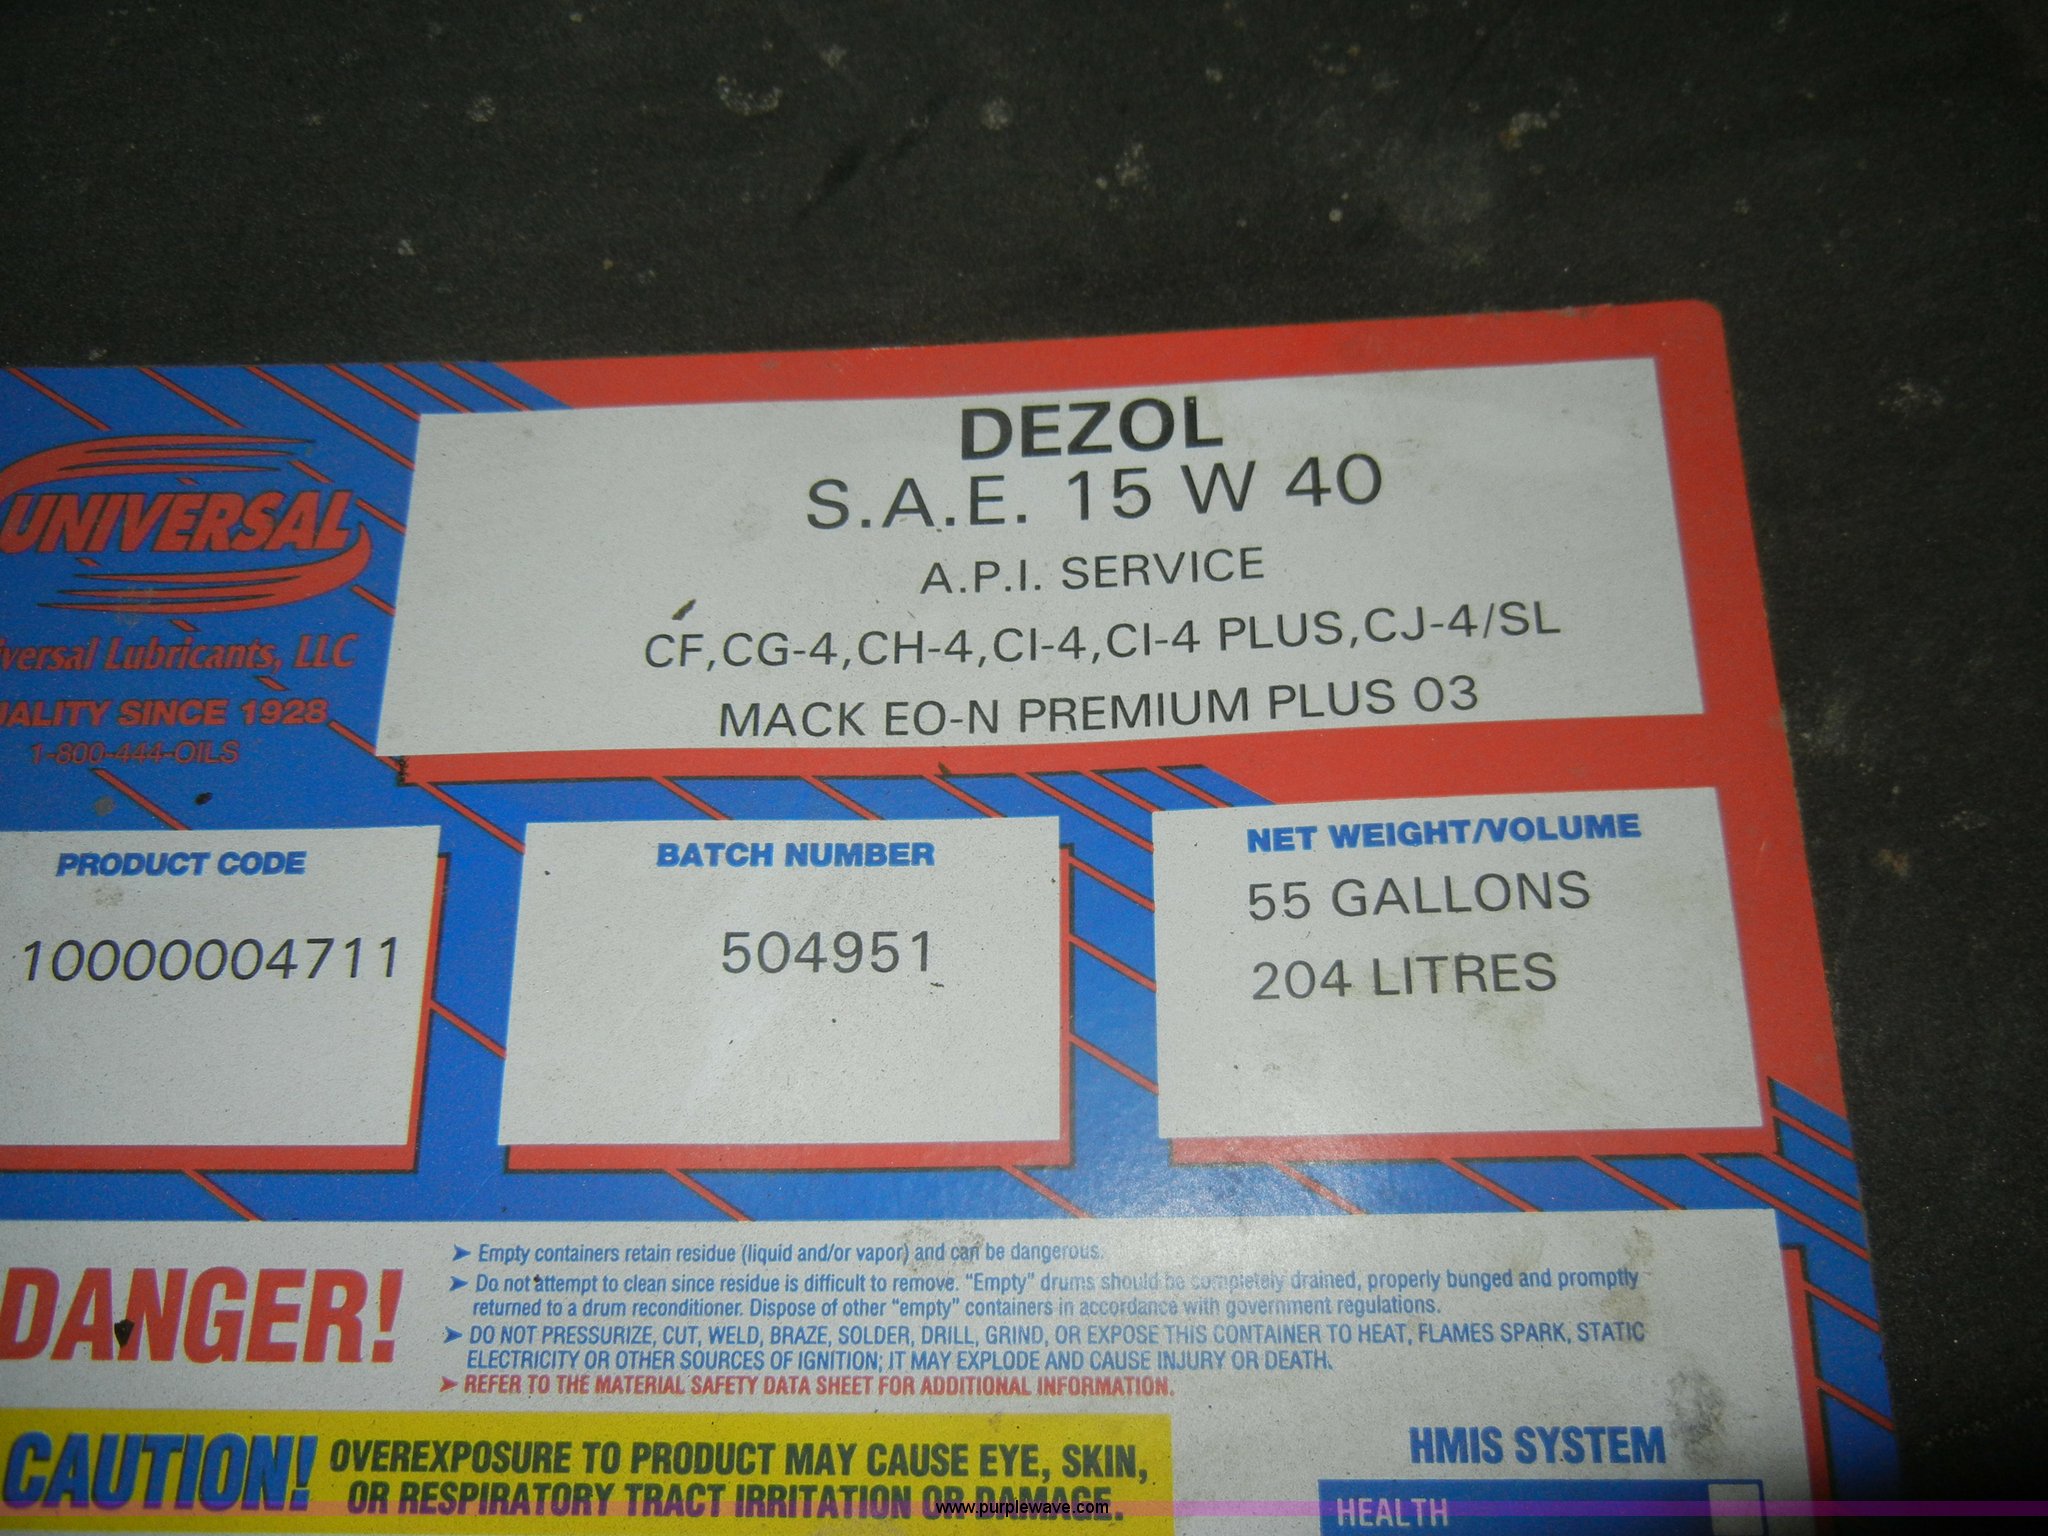 DEZOL
S.A.E. 15 W 40
A.P.I. SERVICE
CF,CG-4,CH-4,CI-4,CI-4 PLUS,CJ-4/SL
MACK EO-N PREMIUM PLUS 03
UNIVERSAL
versal Lubricants, LLC
UALITY SINCE 1928
1-800-444-OILS
PRODUCT CODE
10000004711
BATCH NUMBER
504951
NET WEIGHT/VOLUME
55 GALLONS
204 LITRES
DANGER!
➤ Empty containers retain residue (liquid and/or vapor) and can be dangerous.
➤ Do not attempt to clean since residue is difficult to remove. "Empty" drums should be completely drained, properly bunged and promptly
returned to a drum reconditioner. Dispose of other "empty" containers in accordance with government regulations.
➤ DO NOT PRESSURIZE, CUT, WELD, BRAZE, SOLDER, DRILL, GRIND, OR EXPOSE THIS CONTAINER TO HEAT, FLAMES SPARK, STATIC
ELECTRICITY OR OTHER SOURCES OF IGNITION; IT MAY EXPLODE AND CAUSE INJURY OR DEATH.
➤ REFER TO THE MATERIAL SAFETY DATA SHEET FOR ADDITIONAL INFORMATION.
CAUTION!
OVEREXPOSURE TO PRODUCT MAY CAUSE EYE, SKIN,
OR RESPIRATORY TRACT IRRITATION OR DAMAGE.
HMIS SYSTEM
HEALTH
www.purplewave.com